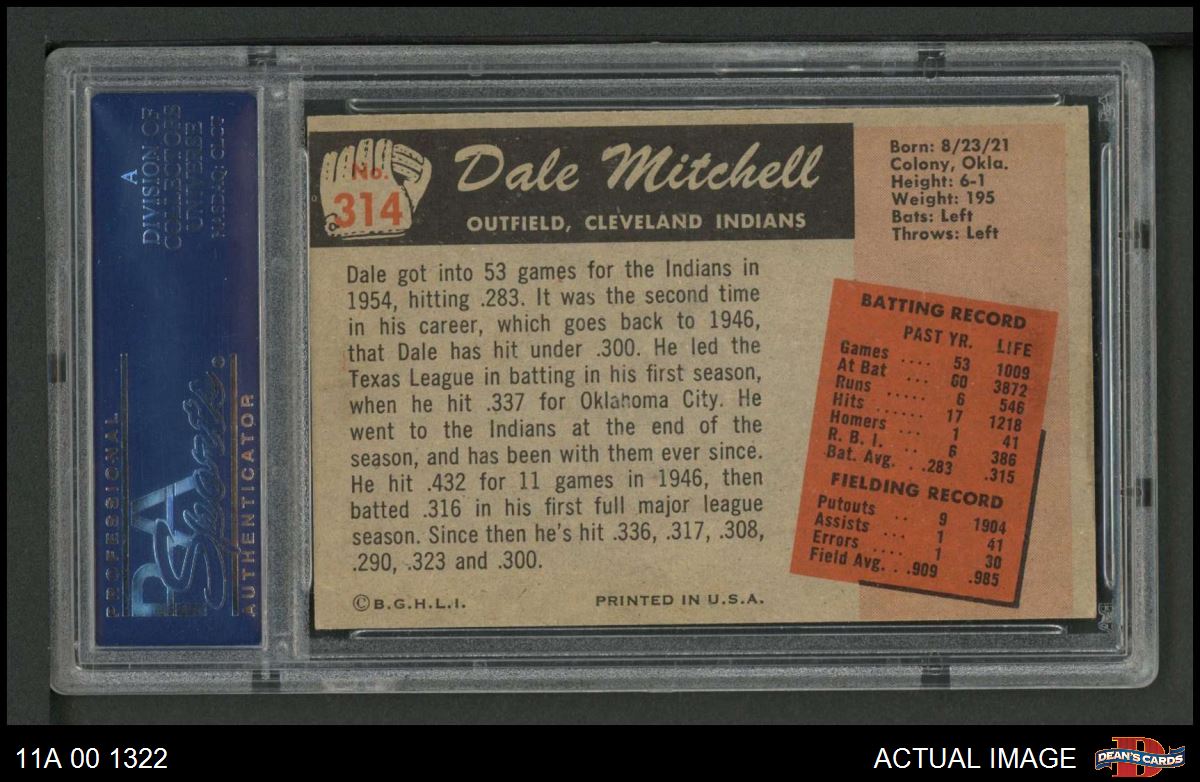 A
DIVISION OF
COLLECTORS
UNIVERSE
NASDAQ: CLCT
PROFESSIONAL
PSA
Sports
AUTHENTICATOR
No.
314
Dale Mitchell
OUTFIELD, CLEVELAND INDIANS
Born: 8/23/21
Colony, Okla.
Height: 6-1
Weight: 195
Bats: Left
Throws: Left
Dale got into 53 games for the Indians in
1954, hitting .283. It was the second time
in his career, which goes back to 1946,
that Dale has hit under .300. He led the
Texas League in batting in his first season,
when he hit .337 for Oklahoma City. He
went to the Indians at the end of the
season, and has been with them ever since.
He hit .432 for 11 games in 1946, then
batted .316 in his first full major league
season. Since then he's hit .336, .317, .308,
.290, .323 and .300.
©B.G.H.L.I. PRINTED IN U.S.A.
BATTING RECORD
PAST YR. LIFE
Games .... 53 1009
At Bat ... 60 3872
Runs ..... 6 546
Hits ...... 17 1218
Homers ... 1 41
R. B. I. .. 6 386
Bat. Avg. . .283 .315
FIELDING RECORD
Putouts .. 9 1904
Assists ... 1 41
Errors .... 1 30
Field Avg. . .909 .985
11A 00 1322
ACTUAL IMAGE
D
DEAN'S CARDS